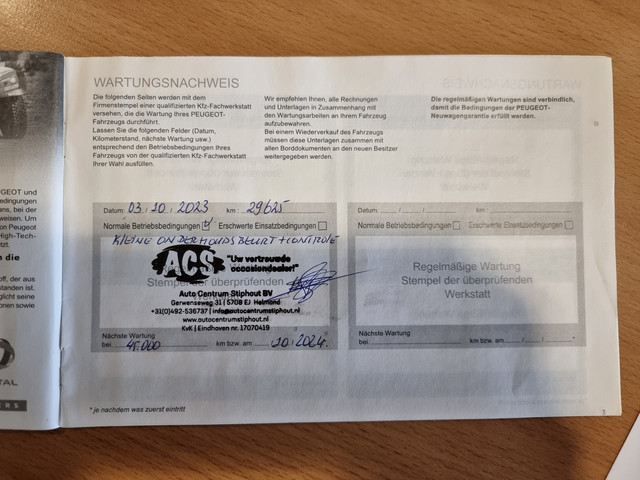 WARTUNGSNACHWEIS
Die folgenden Seiten werden mit dem
Firmenstempel einer qualifizierten Kfz-Fachwerkstatt
versehen, die die Wartung Ihres PEUGEOT-
Fahrzeugs durchführt.
Lassen Sie die folgenden Felder (Datum,
Kilometerstand, nächste Wartung usw.)
entsprechend den Betriebsbedingungen Ihres
Fahrzeugs von der qualifizierten Kfz-Fachwerkstatt
Ihrer Wahl ausfüllen.
Wir empfehlen Ihnen, alle Rechnungen
und Unterlagen in Zusammenhang mit
den Wartungsarbeiten an Ihrem Fahrzeug
aufzubewahren.
Bei einem Wiederverkauf des Fahrzeugs
müssen diese Unterlagen zusammen mit
allen Borddokumenten an den neuen Besitzer
weitergegeben werden.
Die regelmäßigen Wartungen sind verbindlich,
damit die Bedingungen der PEUGEOT-
Neuwagengarantie erfüllt werden.
Datum: 03 / 10 / 2023 km : 29625
Normale Betriebsbedingungen Erschwerte Einsatzbedingungen
KLEINE ONDERHOUDSBEURT + CONTROLE
ACS "Uw vertrouwde
occasiondealer!"
Stempel der überprüfenden
Auto Centrum Stiphout BV
Gerwenseweg 31 | 5708 EJ Helmond
+31(0)492-536737 | info@autocentrumstiphout.nl
www.autocentrumstiphout.nl
KvK | Eindhoven nr. 17070419
Nächste Wartung
bei 45.000 km bzw. am / 10 / 2024 *
Datum: / / km :
Normale Betriebsbedingungen Erschwerte Einsatzbedingungen
Regelmäßige Wartung
Stempel der überprüfenden
Werkstatt
Nächste Wartung
bei km bzw. am / / *
* je nachdem was zuerst eintritt